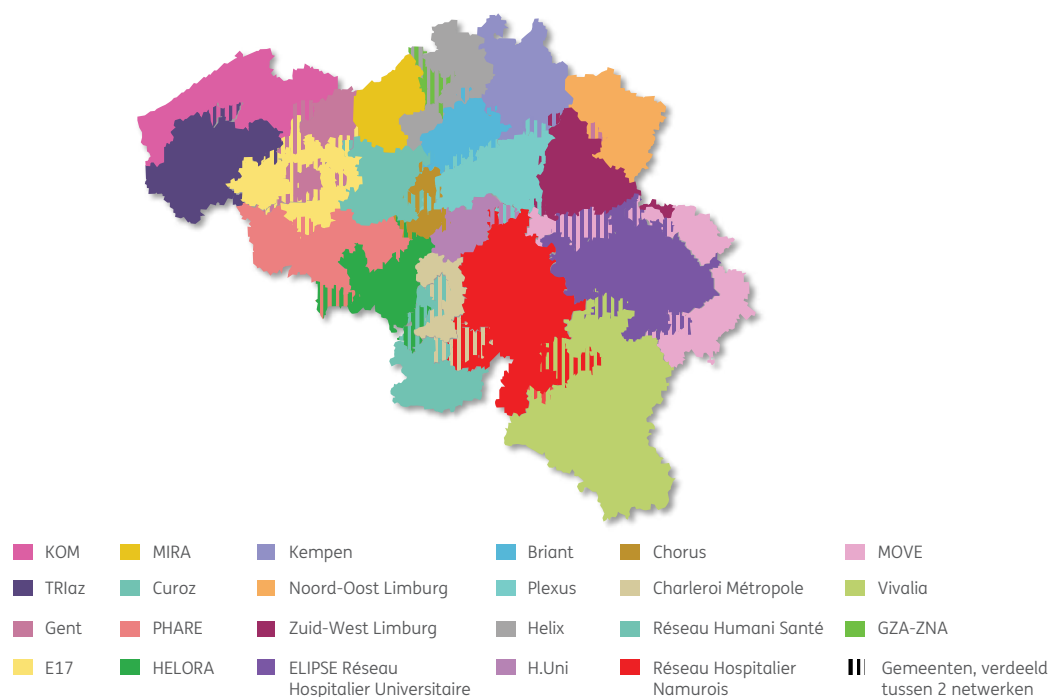 KOM
MIRA
Kempen
Briant
Chorus
MOVE
TRIaz
Curoz
Noord-Oost Limburg
Plexus
Charleroi Métropole
Vivalia
Gent
PHARE
Zuid-West Limburg
Helix
Réseau Humani Santé
GZA-ZNA
E17
HELORA
ELIPSE Réseau
Hospitalier Universitaire
H.Uni
Réseau Hospitalier
Namurois
Gemeenten, verdeeld
tussen 2 netwerken